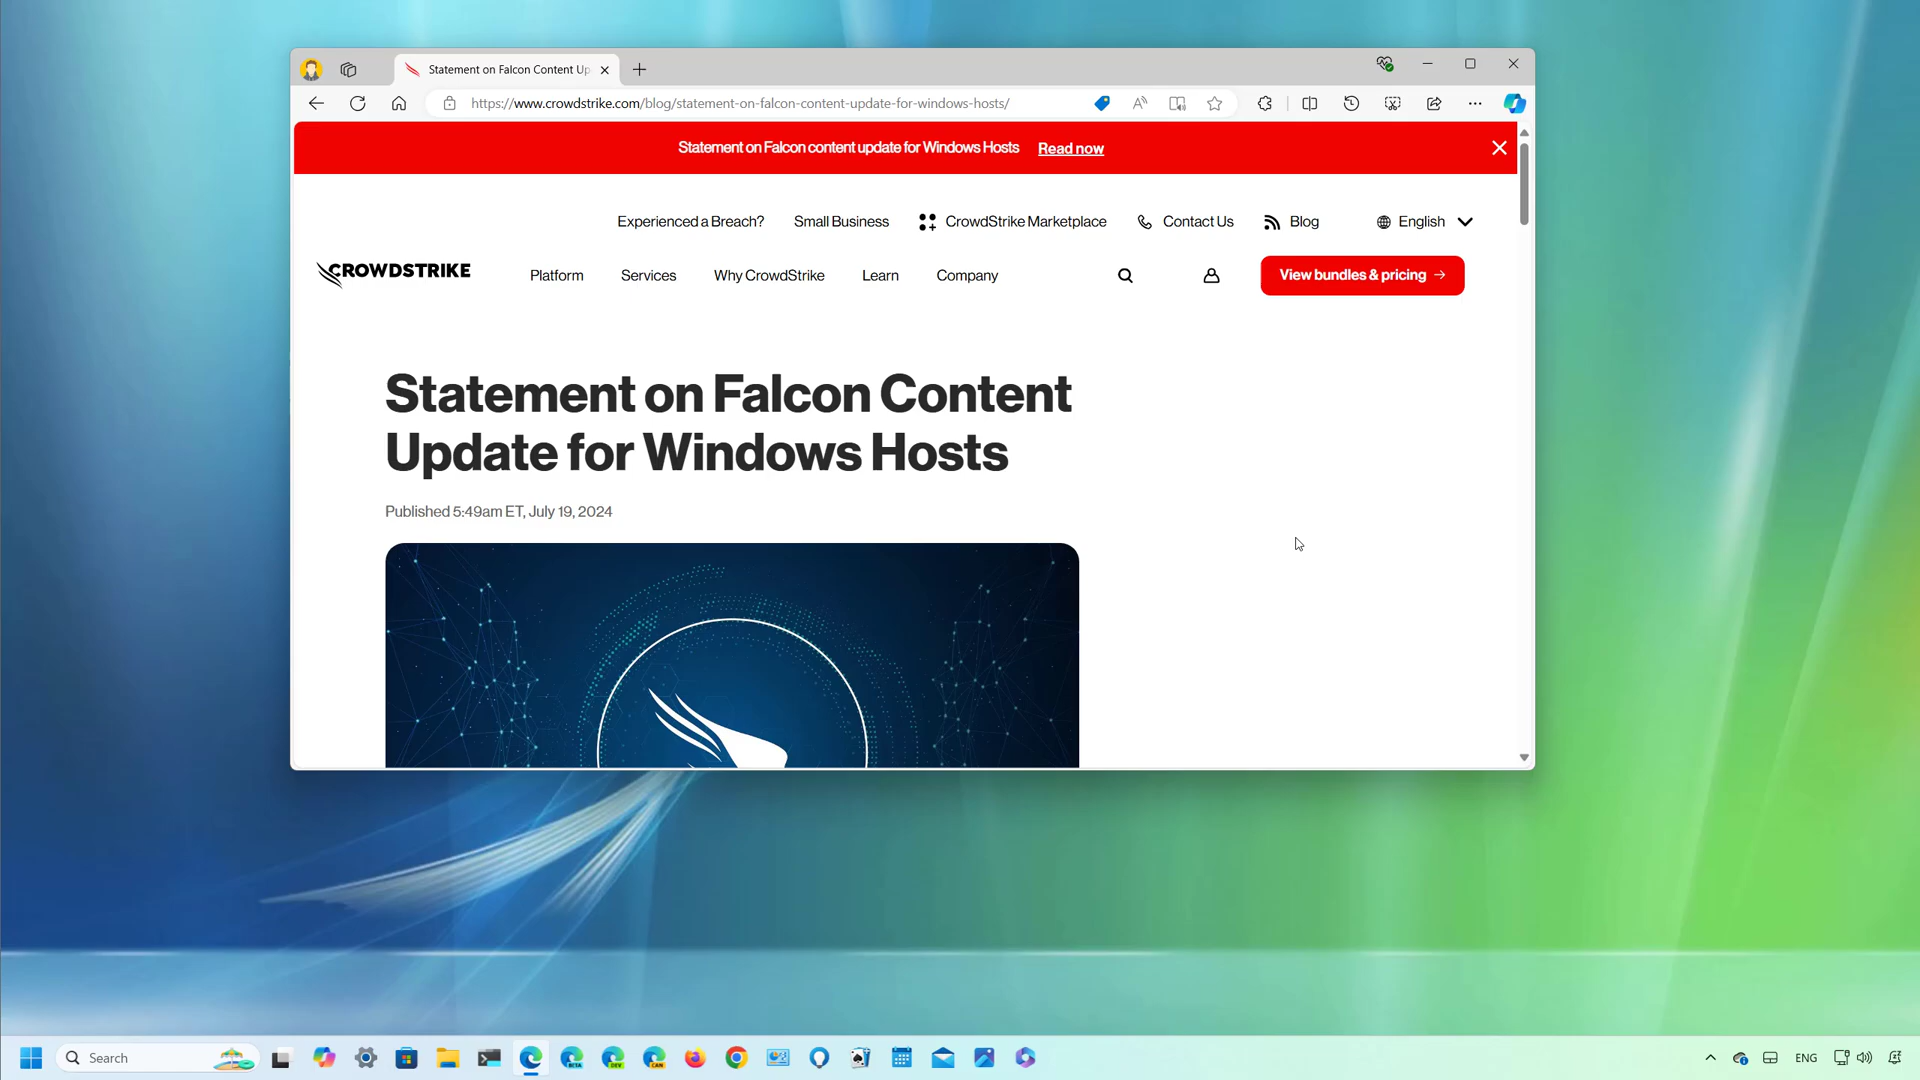 Statement on Falcon Content Up
https://www.crowdstrike.com/blog/statement-on-falcon-content-update-for-windows-hosts/
Statement on Falcon content update for Windows Hosts Read now
Experienced a Breach? Small Business CrowdStrike Marketplace Contact Us Blog English
CROWDSTRIKE Platform Services Why CrowdStrike Learn Company View bundles & pricing →
Statement on Falcon Content
Update for Windows Hosts
Published 5:49am ET, July 19, 2024
Search BETA DEV CAN ENG